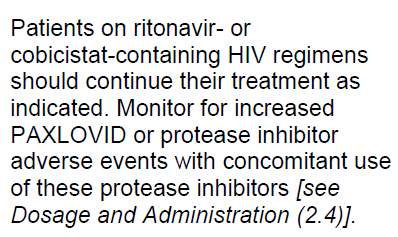 Patients on ritonavir- or
cobicistat-containing HIV regimens
should continue their treatment as
indicated. Monitor for increased
PAXLOVID or protease inhibitor
adverse events with concomitant use
of these protease inhibitors [see
Dosage and Administration (2.4)].